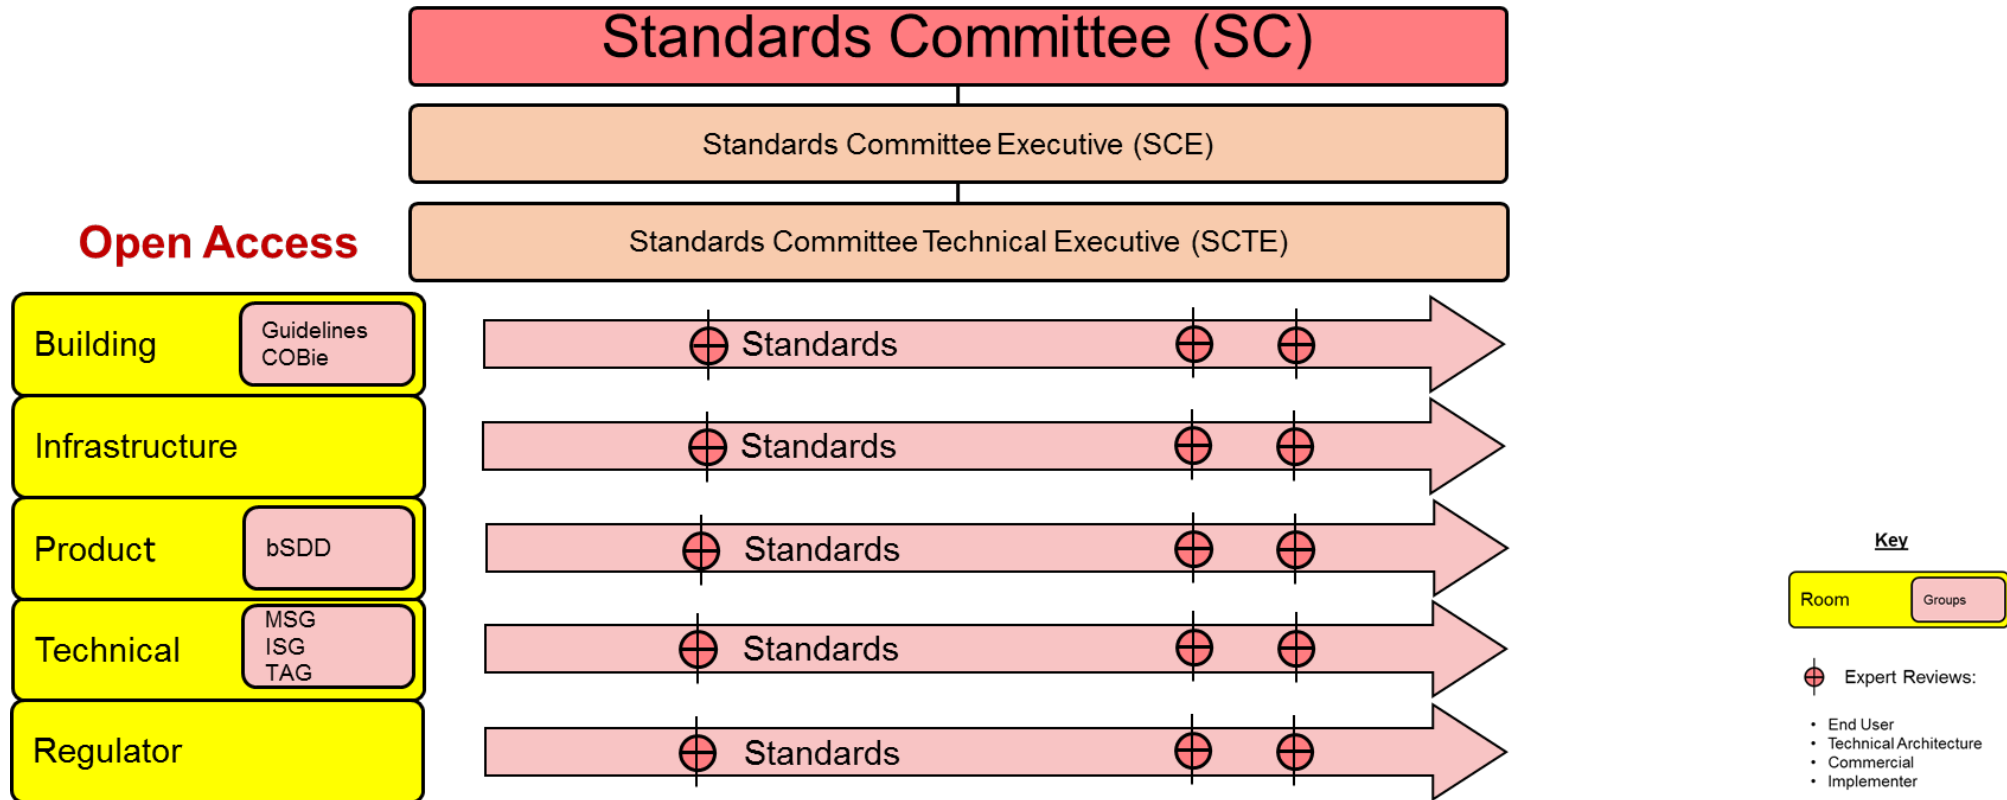 Standards Committee (SC)
Standards Committee Executive (SCE)
Standards Committee Technical Executive (SCTE)
Open Access
Building
Guidelines
COBie
Standards
Infrastructure
Standards
Product
bSDD
Standards
Technical
MSG
ISG
TAG
Standards
Regulator
Standards
Key
Room
Groups
Expert Reviews:
• End User
• Technical Architecture
• Commercial
• Implementer